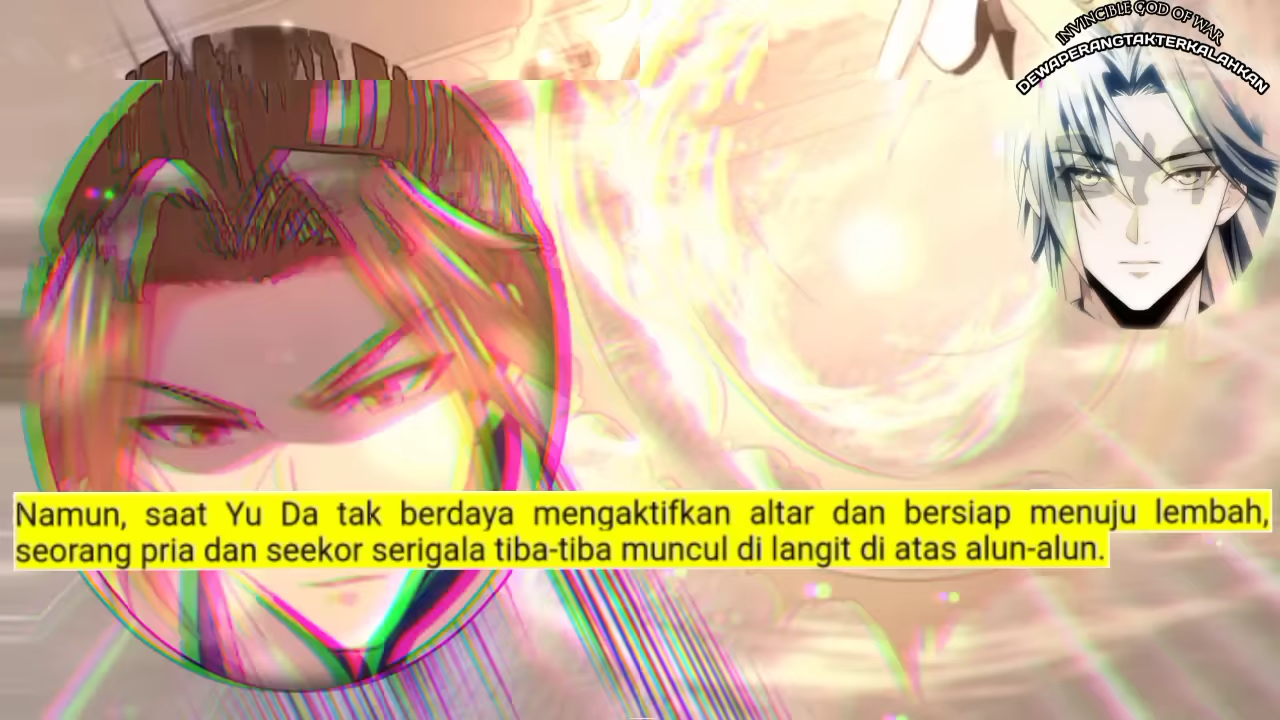 INVINCIBLE GOD OF WAR
DEWAPERANGTAKTERKALAHKAN
Namun, saat Yu Da tak berdaya mengaktifkan altar dan bersiap menuju lembah,
seorang pria dan seekor serigala tiba-tiba muncul di langit di atas alun-alun.